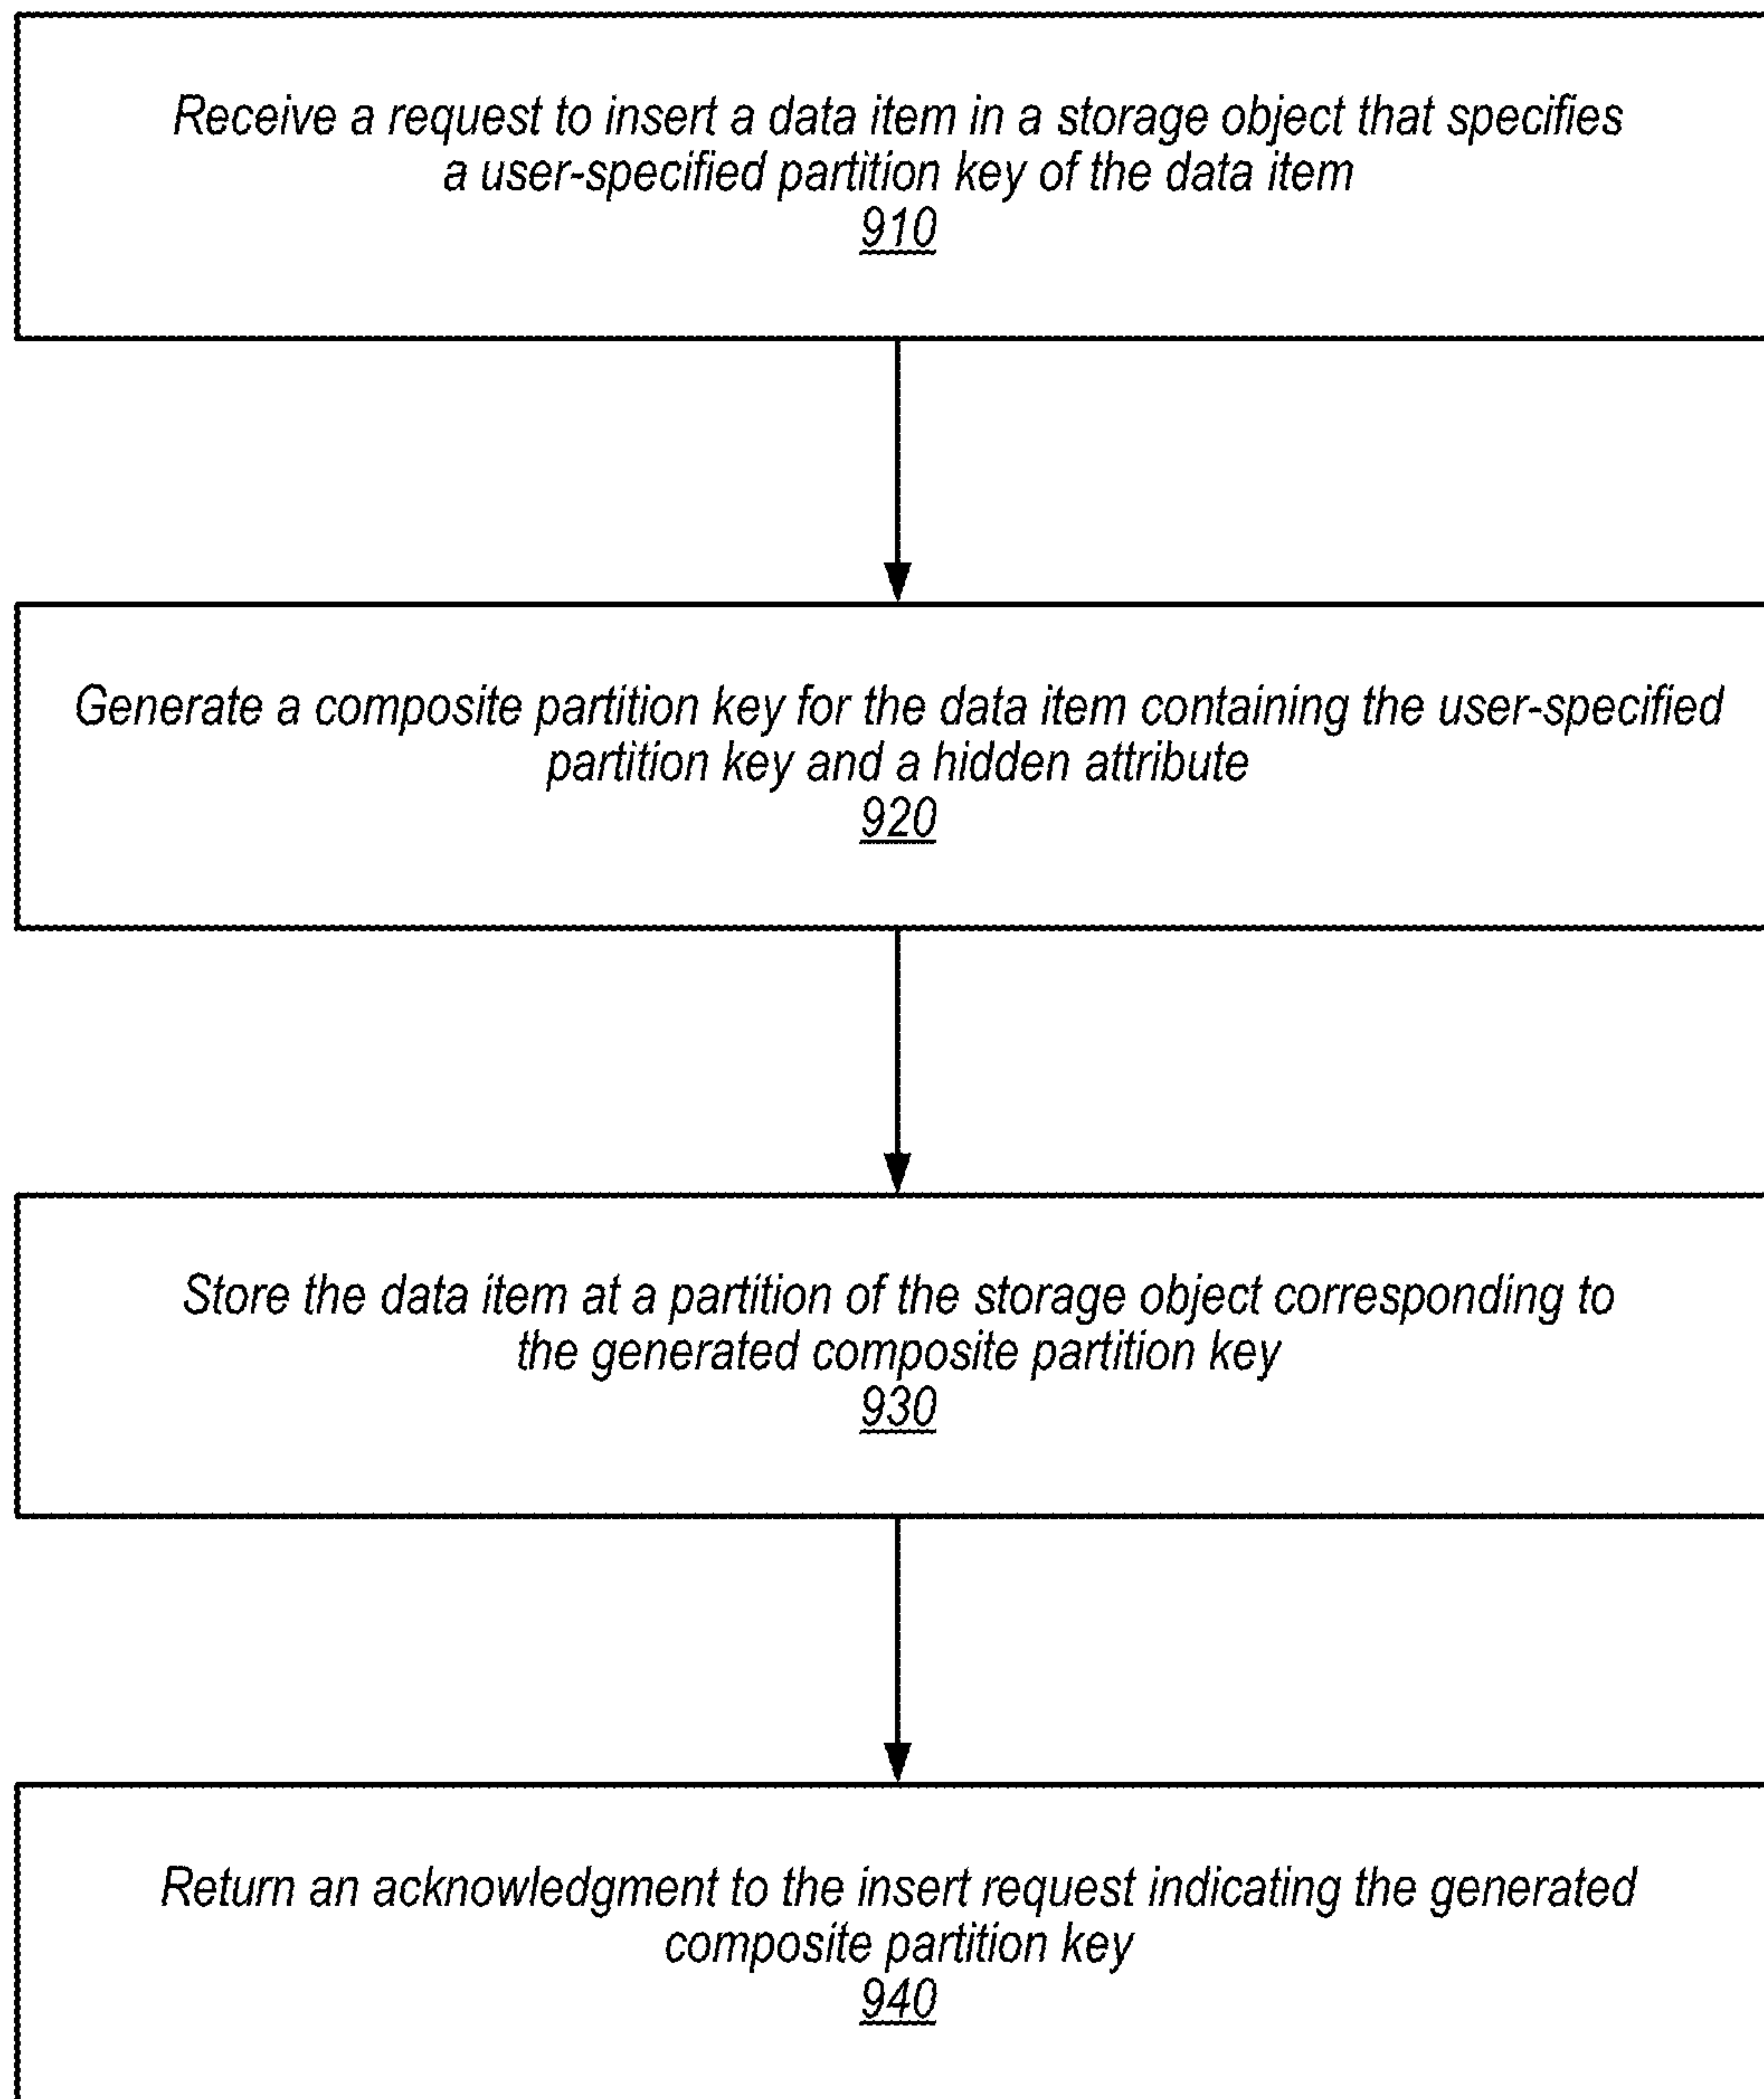 Receive a request to insert a data item in a storage object that specifies
a user-specified partition key of the data item
910
Generate a composite partition key for the data item containing the user-specified
partition key and a hidden attribute
920
Store the data item at a partition of the storage object corresponding to
the generated composite partition key
930
Return an acknowledgment to the insert request indicating the generated
composite partition key
940